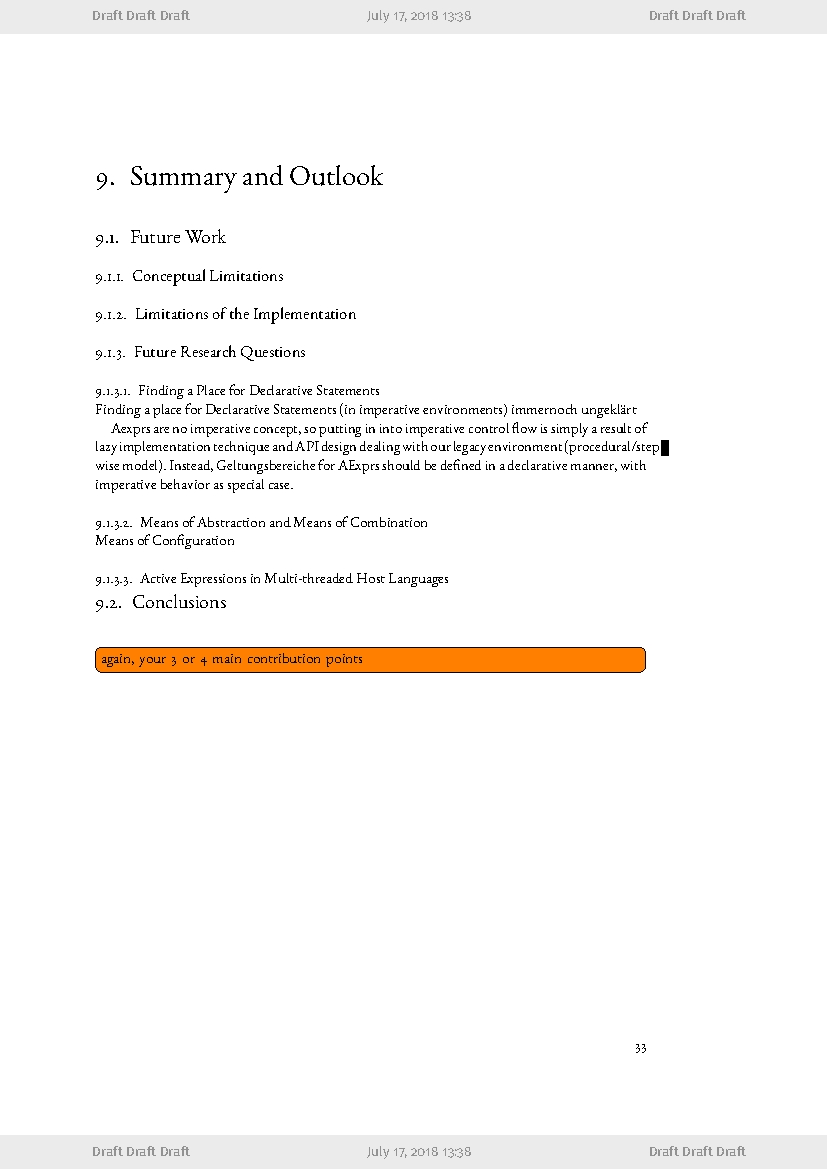 Draft Draft Draft July 17, 2018 13:38 Draft Draft Draft
9. Summary and Outlook
9.1. Future Work
9.1.1. Conceptual Limitations
9.1.2. Limitations of the Implementation
9.1.3. Future Research Questions
9.1.3.1. Finding a Place for Declarative Statements
Finding a place for Declarative Statements (in imperative environments) immernoch ungeklärt
Aexprs are no imperative concept, so putting in into imperative control flow is simply a result of
lazy implementation technique and API design dealing with our legacy environment (procedural/step
wise model). Instead, Geltungsbereiche for AExprs should be defined in a declarative manner, with
imperative behavior as special case.
9.1.3.2. Means of Abstraction and Means of Combination
Means of Configuration
9.1.3.3. Active Expressions in Multi-threaded Host Languages
9.2. Conclusions
again, your 3 or 4 main contribution points
33
Draft Draft Draft July 17, 2018 13:38 Draft Draft Draft